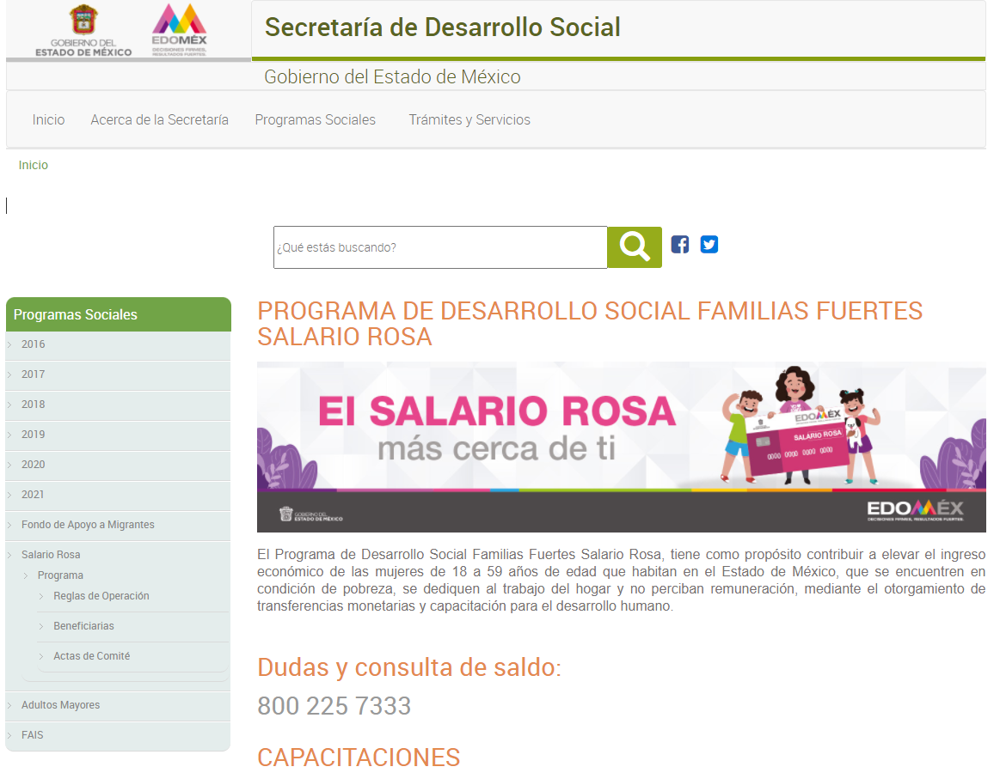 GOBIERNO DEL
ESTADO DE MÉXICO
EDOMÉX
DECISIONES FIRMES,
RESULTADOS FUERTES.
Secretaría de Desarrollo Social
Gobierno del Estado de México
Inicio Acerca de la Secretaría Programas Sociales Trámites y Servicios
Inicio
¿Qué estás buscando?
Programas Sociales
2016
2017
2018
2019
2020
2021
Fondo de Apoyo a Migrantes
Salario Rosa
Programa
Reglas de Operación
Beneficiarias
Actas de Comité
Adultos Mayores
FAIS
PROGRAMA DE DESARROLLO SOCIAL FAMILIAS FUERTES
SALARIO ROSA
El SALARIO ROSA
más cerca de ti
EDOMÉX
SALARIO ROSA
0000 0000 0000 0000
GOBIERNO DEL
ESTADO DE MÉXICO
EDOMÉX
DECISIONES FIRMES, RESULTADOS FUERTES.
El Programa de Desarrollo Social Familias Fuertes Salario Rosa, tiene como propósito contribuir a elevar el ingreso
económico de las mujeres de 18 a 59 años de edad que habitan en el Estado de México, que se encuentren en
condición de pobreza, se dediquen al trabajo del hogar y no perciban remuneración, mediante el otorgamiento de
transferencias monetarias y capacitación para el desarrollo humano.
Dudas y consulta de saldo:
800 225 7333
CAPACITACIONES